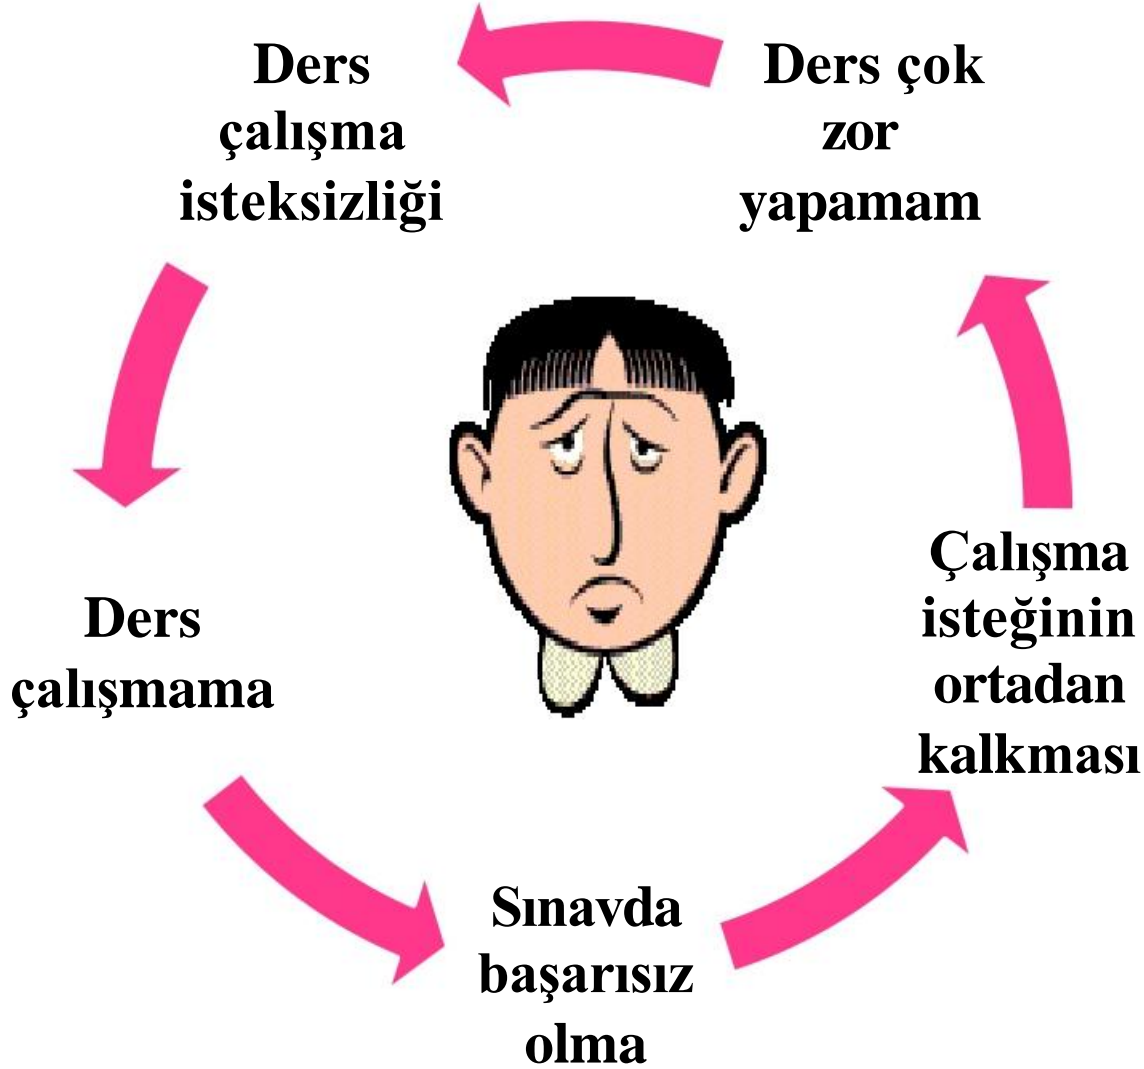 Ders
çalışma
isteksizliği
Ders çok
zor
yapamam
Ders
çalışmama
Çalışma
isteğinin
ortadan
kalkması
Sınavda
başarısız
olma